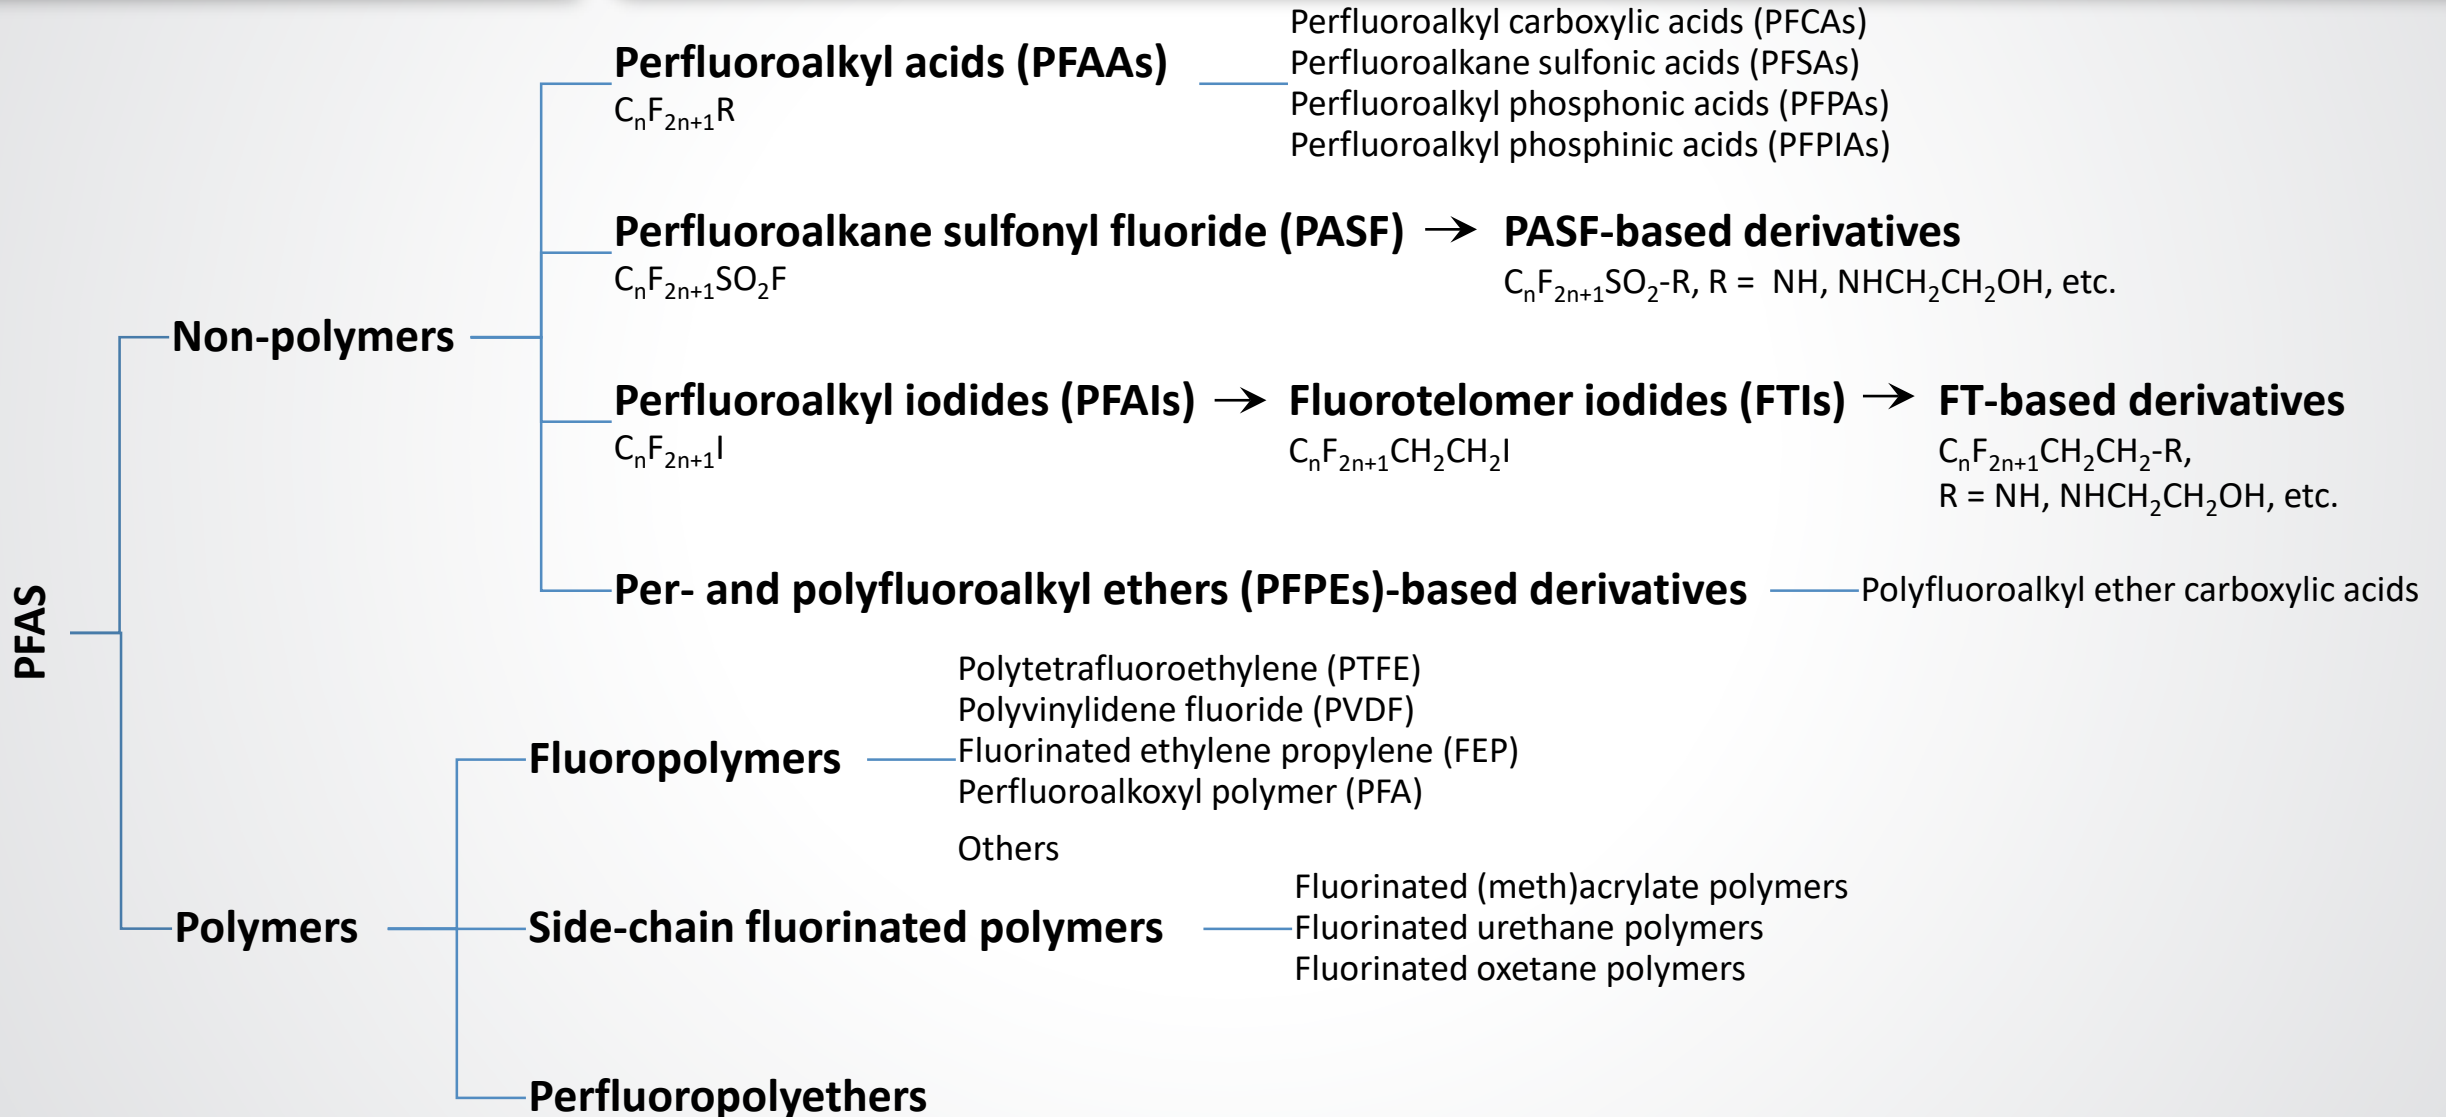 Perfluoroalkyl acids (PFAAs)
CₙF₂ₙ₊₁R
Perfluoroalkyl carboxylic acids (PFCAs)
Perfluoroalkane sulfonic acids (PFSAs)
Perfluoroalkyl phosphonic acids (PFPAs)
Perfluoroalkyl phosphinic acids (PFPIAs)
Perfluoroalkane sulfonyl fluoride (PASF) → PASF-based derivatives
CₙF₂ₙ₊₁SO₂F
CₙF₂ₙ₊₁SO₂-R, R = NH, NHCH₂CH₂OH, etc.
Non-polymers
Perfluoroalkyl iodides (PFAIs) → Fluorotelomer iodides (FTIs) → FT-based derivatives
CₙF₂ₙ₊₁I
CₙF₂ₙ₊₁CH₂CH₂I
CₙF₂ₙ₊₁CH₂CH₂-R,
R = NH, NHCH₂CH₂OH, etc.
Per- and polyfluoroalkyl ethers (PFPEs)-based derivatives
Polyfluoroalkyl ether carboxylic acids
PFAS
Polytetrafluoroethylene (PTFE)
Polyvinylidene fluoride (PVDF)
Fluoropolymers
Fluorinated ethylene propylene (FEP)
Perfluoroalkoxyl polymer (PFA)
Others
Polymers
Side-chain fluorinated polymers
Fluorinated (meth)acrylate polymers
Fluorinated urethane polymers
Fluorinated oxetane polymers
Perfluoropolyethers